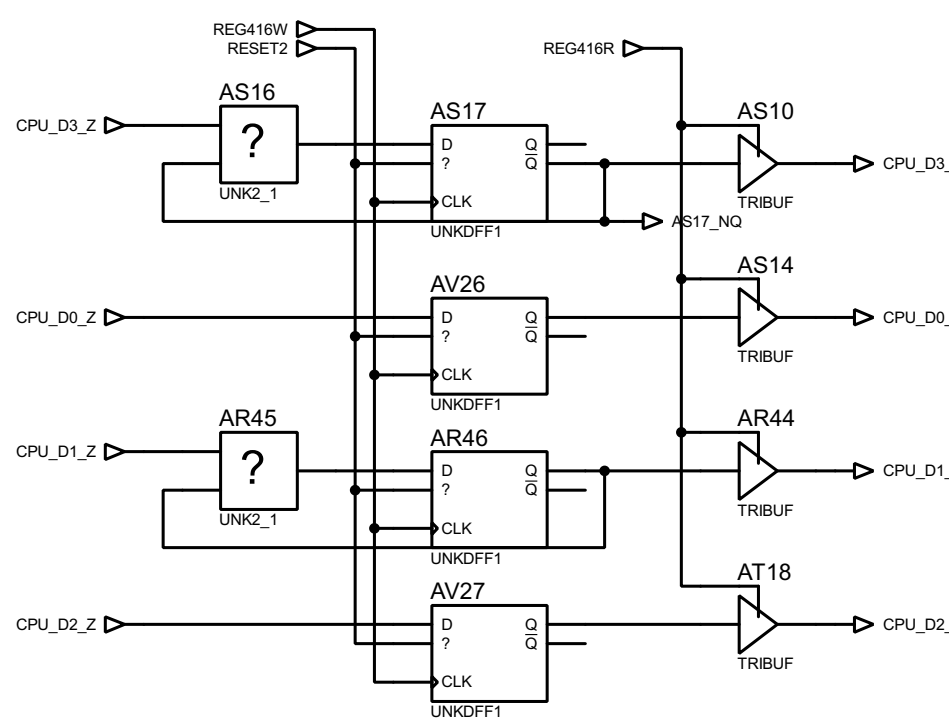 REG416W
RESET2
REG416R
AS16
AS17
AS10
CPU_D3_Z
?
D
Q
Q
?
CLK
CPU_D3_
UNK2_1
TRIBUF
UNKDFF1
AS17_NQ
AV26
AS14
CPU_D0_Z
D
Q
Q
?
CLK
CPU_D0_
TRIBUF
UNKDFF1
AR45
AR46
AR44
CPU_D1_Z
?
D
Q
Q
?
CLK
CPU_D1_
UNK2_1
TRIBUF
UNKDFF1
AV27
AT18
CPU_D2_Z
D
Q
Q
?
CLK
CPU_D2_
TRIBUF
UNKDFF1